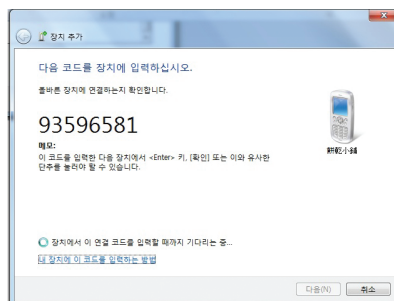 장치 추가
다음 코드를 장치에 입력하십시오.
올바른 장치에 연결하는지 확인합니다.
93596581
메모:
이 코드를 입력한 다음 장치에서 <Enter> 키, [확인] 또는 이와 유사한
단추를 눌러야 할 수 있습니다.
餠乾小舖
장치에서 이 연결 코드를 입력할 때까지 기다리는 중...
내 장치에 이 코드를 입력하는 방법
다음(N)
취소